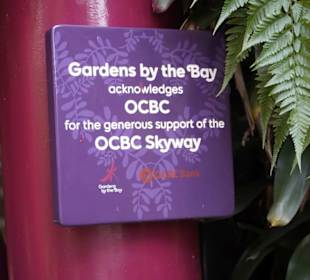 Gardens by the Bay
acknowledges
OCBC
for the generous support of the
OCBC Skyway
Gardens
by the Bay
OCBC Bank